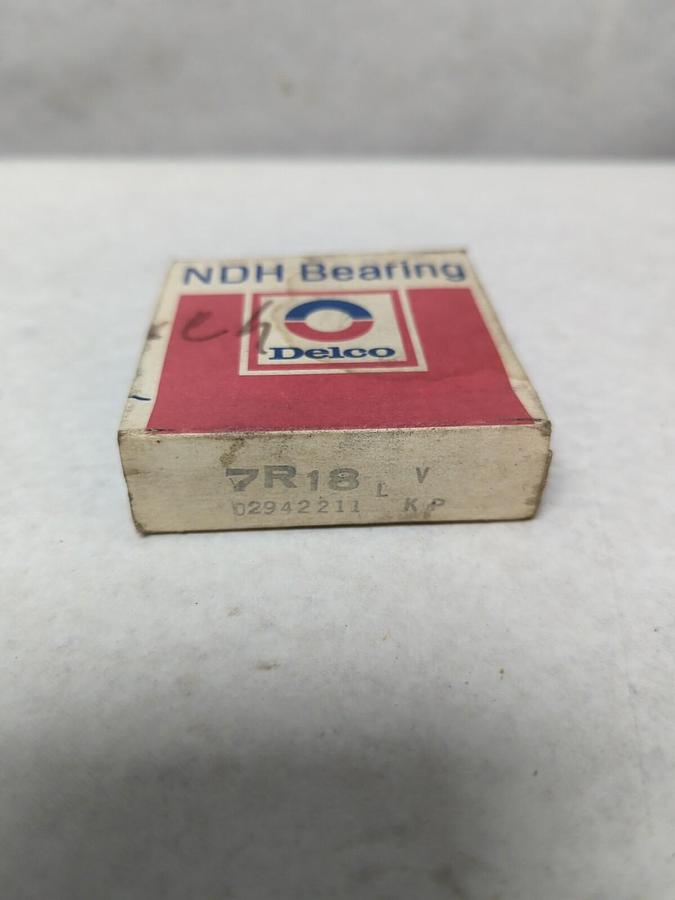 NDH Bearing
Delco
7R18 L V
02942211 KP